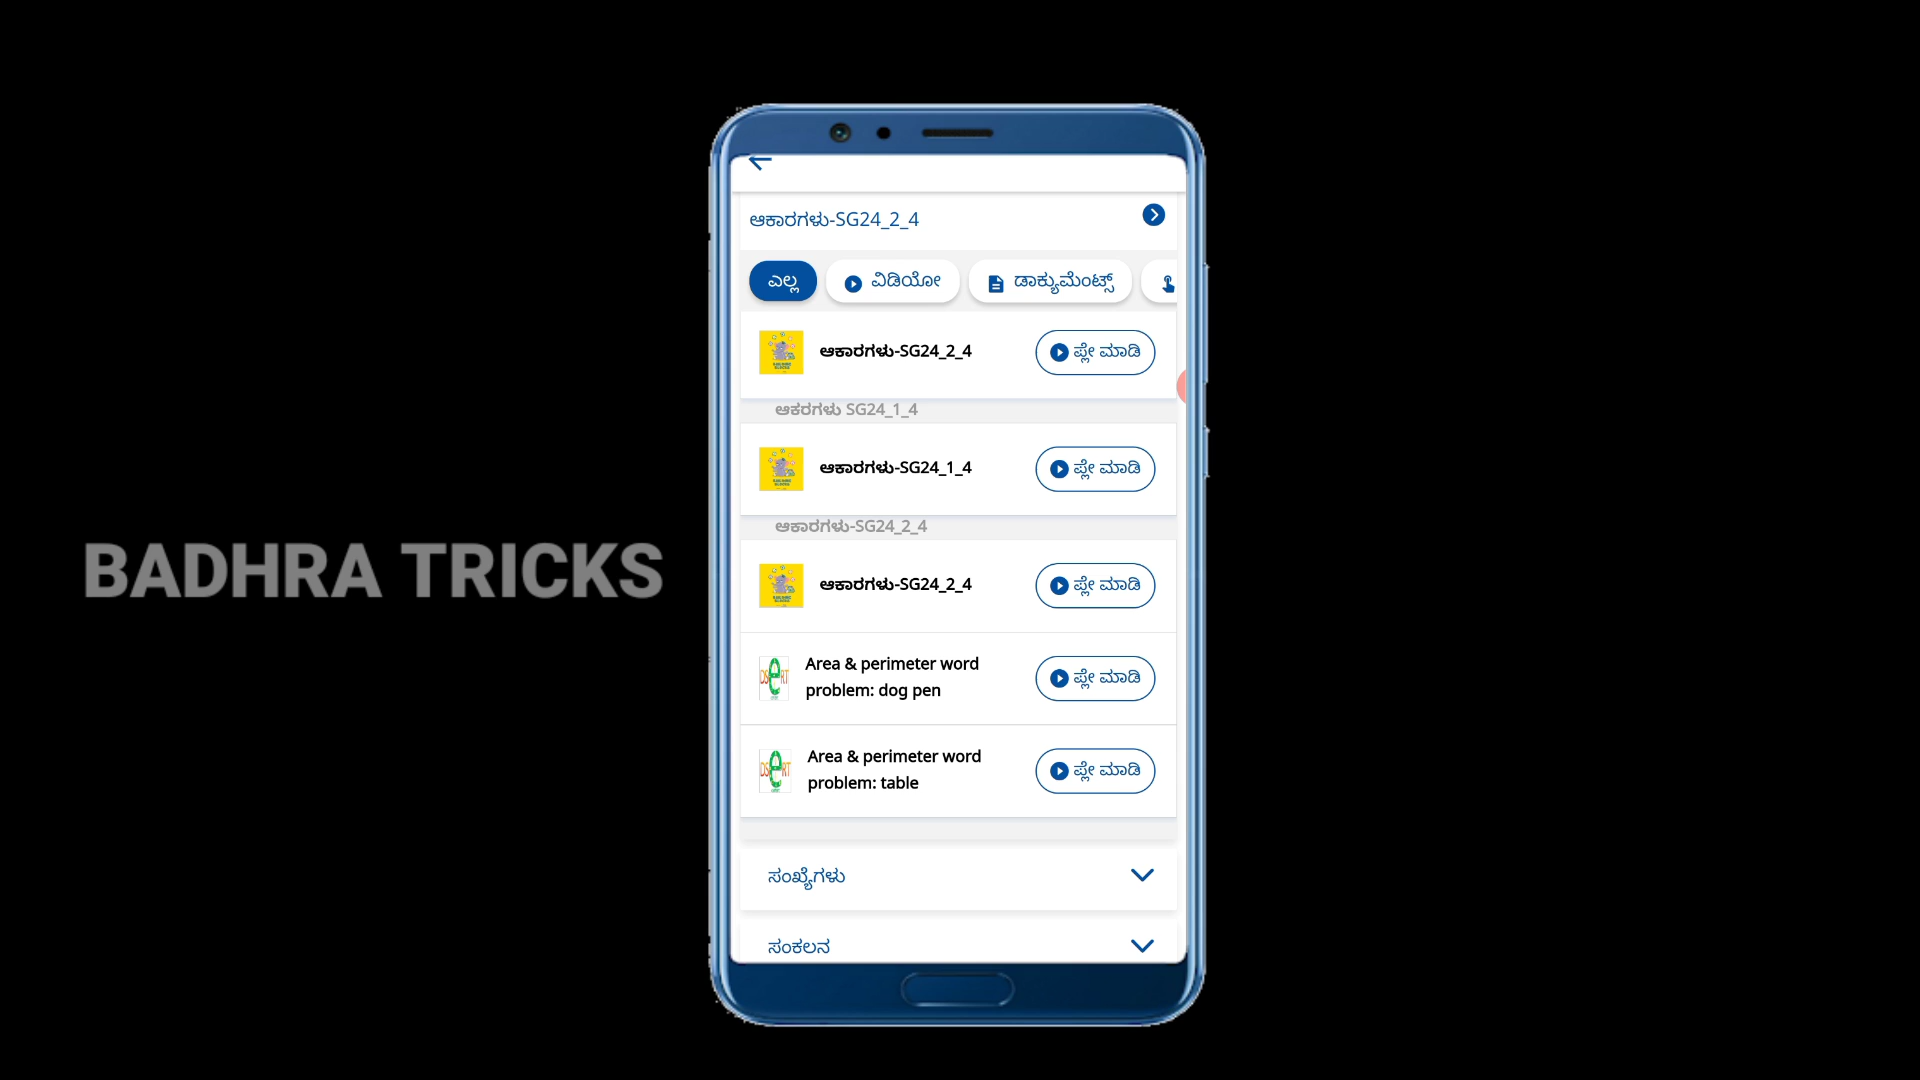 ಆಕಾರಗಳು-SG24_2_4
ಎಲ್ಲ
ವಿಡಿಯೋ
ಡಾಕ್ಯುಮೆಂಟ್ಸ್
ಆಕಾರಗಳು-SG24_2_4
ಪ್ಲೇ ಮಾಡಿ
ಆಕರಗಳು SG24_1_4
ಆಕಾರಗಳು-SG24_1_4
ಪ್ಲೇ ಮಾಡಿ
ಆಕಾರಗಳು-SG24_2_4
ಆಕಾರಗಳು-SG24_2_4
ಪ್ಲೇ ಮಾಡಿ
BADHRA TRICKS
Area & perimeter word
problem: dog pen
ಪ್ಲೇ ಮಾಡಿ
Area & perimeter word
problem: table
ಪ್ಲೇ ಮಾಡಿ
ಸಂಖ್ಯೆಗಳು
ಸಂಕಲನ